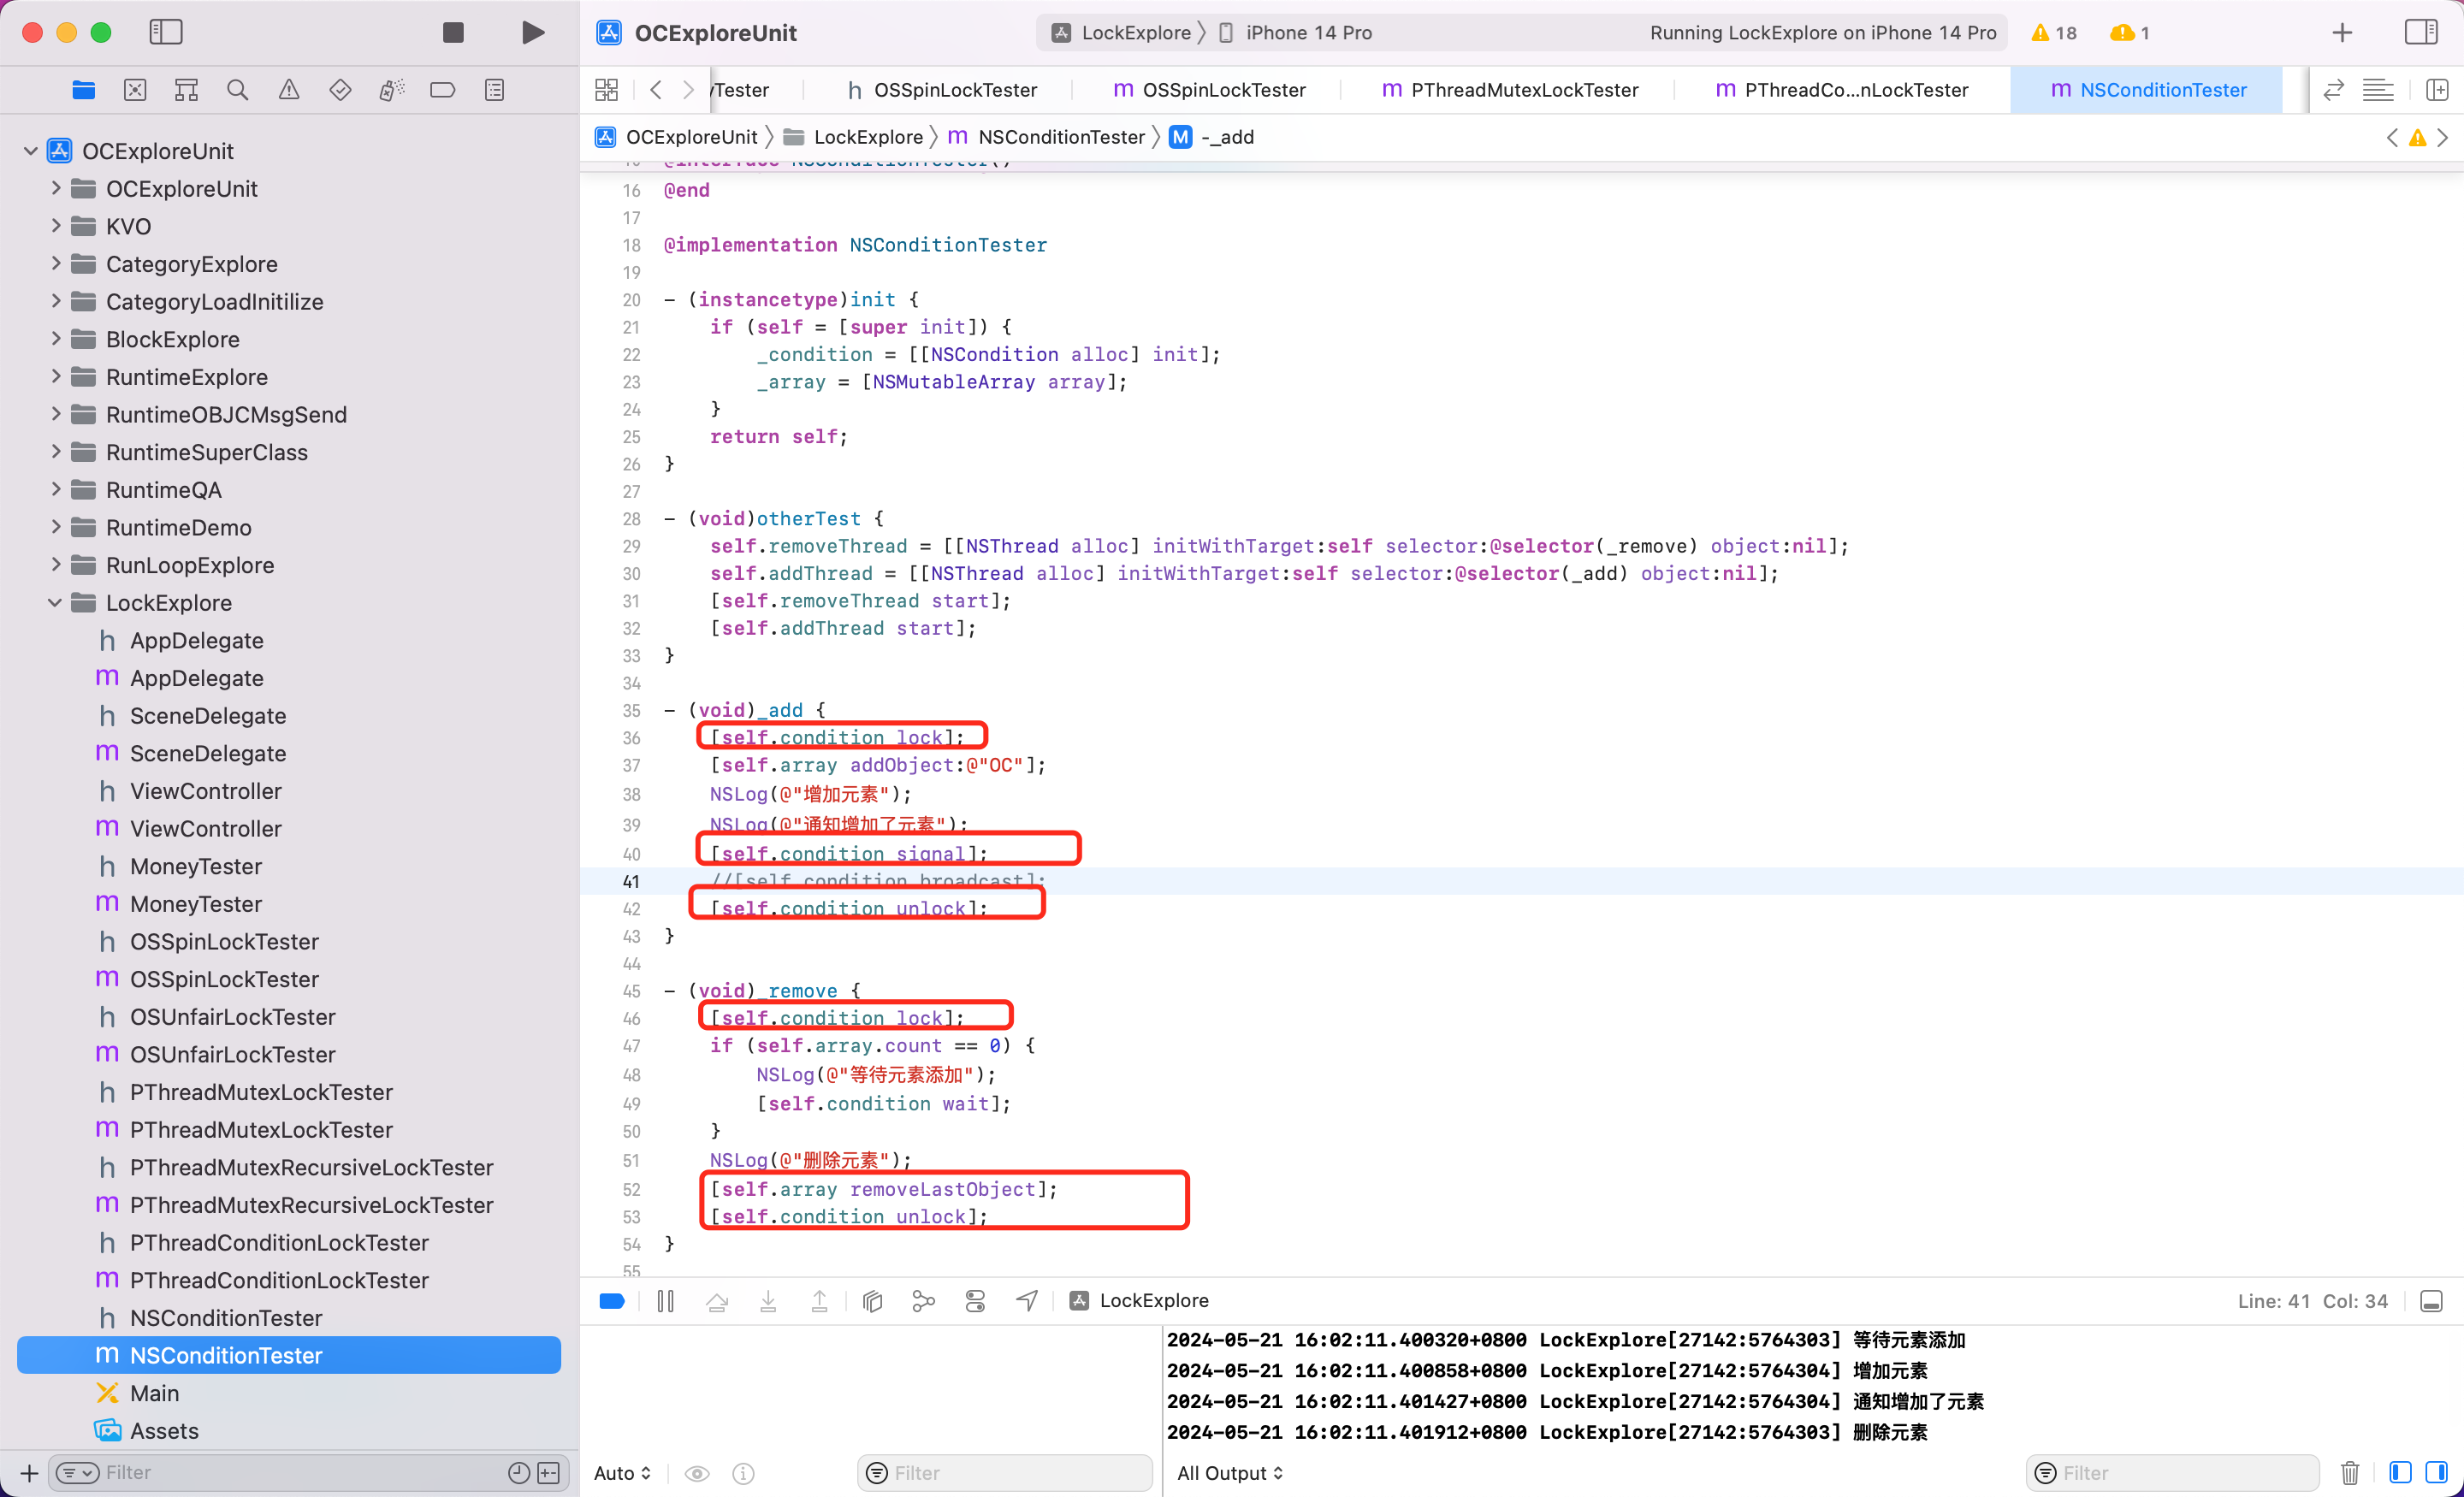 OCExploreUnit
LockExplore
iPhone 14 Pro
Running LockExplore on iPhone 14 Pro
18
1
Tester
h OSSpinLockTester
m OSSpinLockTester
m PThreadMutexLockTester
m PThreadCo...nLockTester
m NSConditionTester
OCExploreUnit
LockExplore
m NSConditionTester
M -_add
OCExploreUnit
OCExploreUnit
KVO
CategoryExplore
CategoryLoadInitilize
BlockExplore
RuntimeExplore
RuntimeOBJCMsgSend
RuntimeSuperClass
RuntimeQA
RuntimeDemo
RunLoopExplore
LockExplore
h AppDelegate
m AppDelegate
h SceneDelegate
m SceneDelegate
h ViewController
m ViewController
h MoneyTester
m MoneyTester
h OSSpinLockTester
m OSSpinLockTester
h OSUnfairLockTester
m OSUnfairLockTester
h PThreadMutexLockTester
m PThreadMutexLockTester
h PThreadMutexRecursiveLockTester
m PThreadMutexRecursiveLockTester
h PThreadConditionLockTester
m PThreadConditionLockTester
h NSConditionTester
m NSConditionTester
Main
Assets
Filter
16 @end
17
18 @implementation NSConditionTester
19
20 - (instancetype)init {
21 if (self = [super init]) {
22 _condition = [[NSCondition alloc] init];
23 _array = [NSMutableArray array];
24 }
25 return self;
26 }
27
28 - (void)otherTest {
29 self.removeThread = [[NSThread alloc] initWithTarget:self selector:@selector(_remove) object:nil];
30 self.addThread = [[NSThread alloc] initWithTarget:self selector:@selector(_add) object:nil];
31 [self.removeThread start];
32 [self.addThread start];
33 }
34
35 - (void)_add {
36 [self.condition lock];
37 [self.array addObject:@"OC"];
38 NSLog(@"增加元素");
39 NSLog(@"通知增加了元素");
40 [self.condition signal];
41 //[self.condition broadcast];
42 [self.condition unlock];
43 }
44
45 - (void)_remove {
46 [self.condition lock];
47 if (self.array.count == 0) {
48 NSLog(@"等待元素添加");
49 [self.condition wait];
50 }
51 NSLog(@"删除元素");
52 [self.array removeLastObject];
53 [self.condition unlock];
54 }
55
LockExplore
Line: 41 Col: 34
2024-05-21 16:02:11.400320+0800 LockExplore[27142:5764303] 等待元素添加
2024-05-21 16:02:11.400858+0800 LockExplore[27142:5764304] 增加元素
2024-05-21 16:02:11.401427+0800 LockExplore[27142:5764304] 通知增加了元素
2024-05-21 16:02:11.401912+0800 LockExplore[27142:5764303] 删除元素
Auto
Filter
All Output
Filter